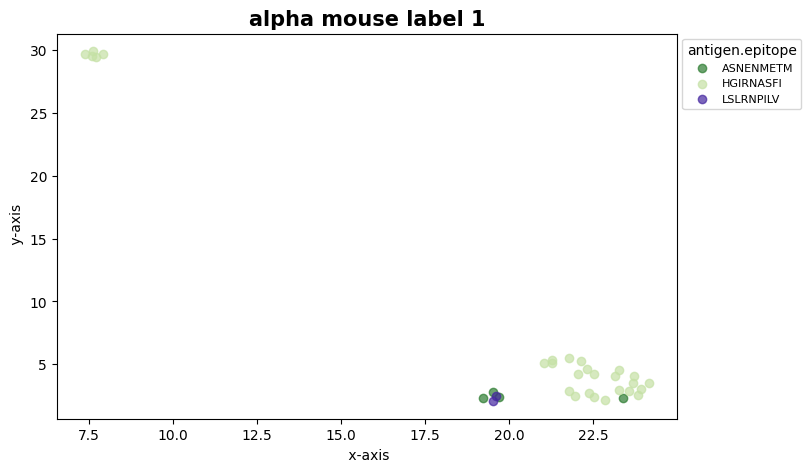 alpha mouse label 1
antigen.epitope
ASNENMETM
HGIRNASFI
LSLRNPILV
y-axis
30
25
20
15
10
5
7.5
10.0
12.5
15.0
17.5
20.0
22.5
x-axis